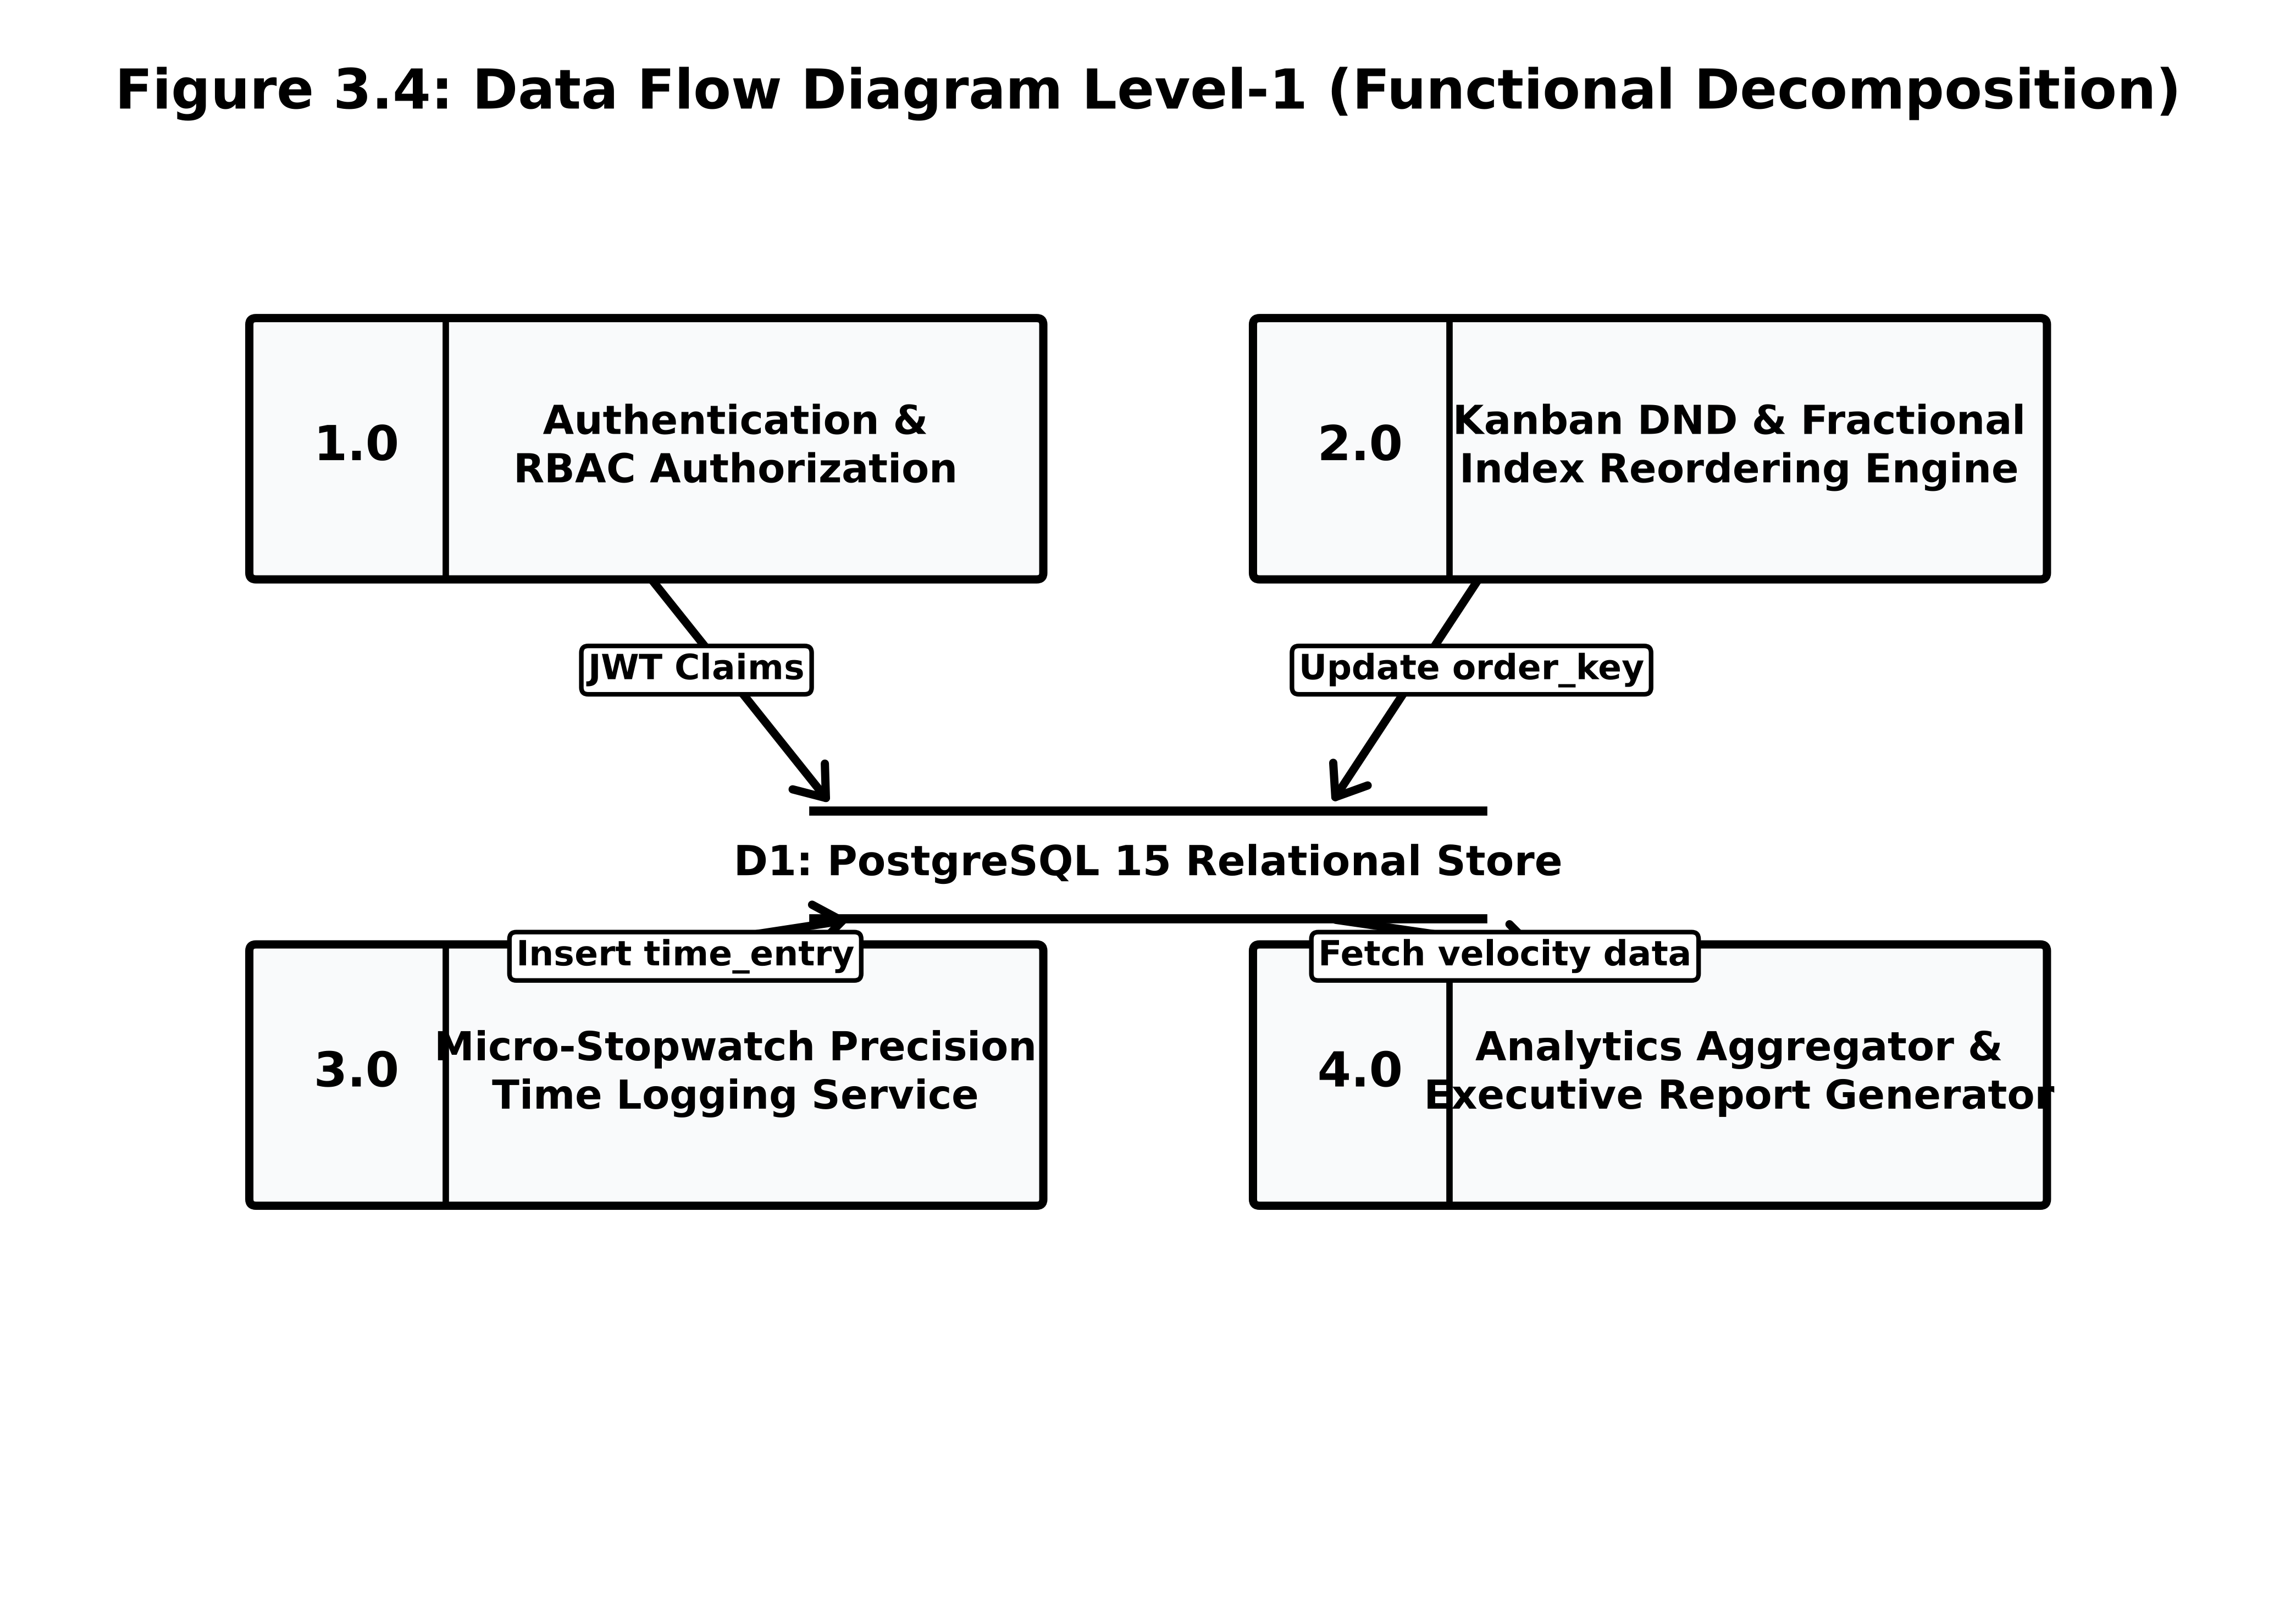 Figure 3.4: Data Flow Diagram Level-1 (Functional Decomposition)
1.0
Authentication &
RBAC Authorization
2.0
Kanban DND & Fractional
Index Reordering Engine
JWT Claims
Update order_key
D1: PostgreSQL 15 Relational Store
Insert time_entry
Fetch velocity data
3.0
Micro-Stopwatch Precision
Time Logging Service
4.0
Analytics Aggregator &
Executive Report Generator